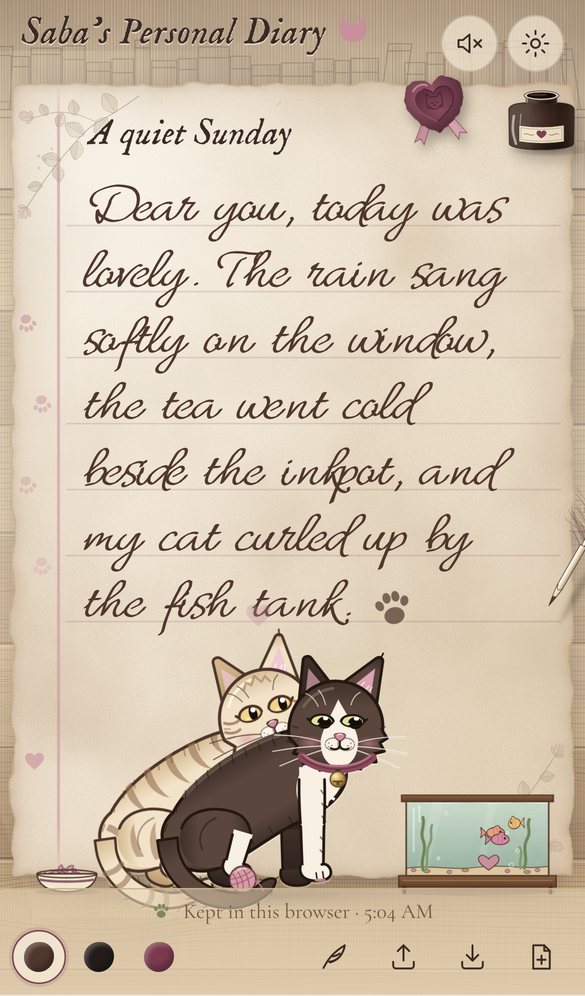 Saba's Personal Diary
A quiet Sunday
Dear you, today was
lovely. The rain sang
softly on the window,
the tea went cold
beside the inkpot, and
my cat curled up by
the fish tank.
Kept in this browser · 5:04 AM